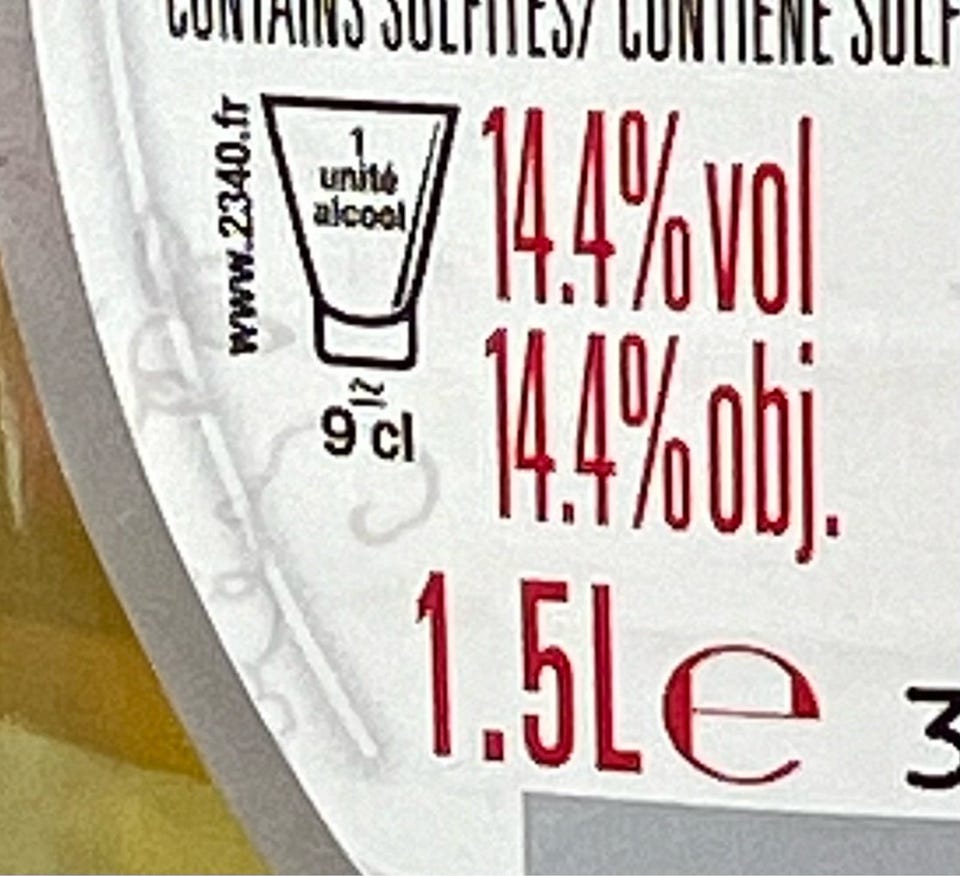 CONTAINS SULFITES/ CONTIENE SULF
www.2340.fr
1
unité
alcool
9 cl
14.4% vol
14.4% obj.
1.5L e
3